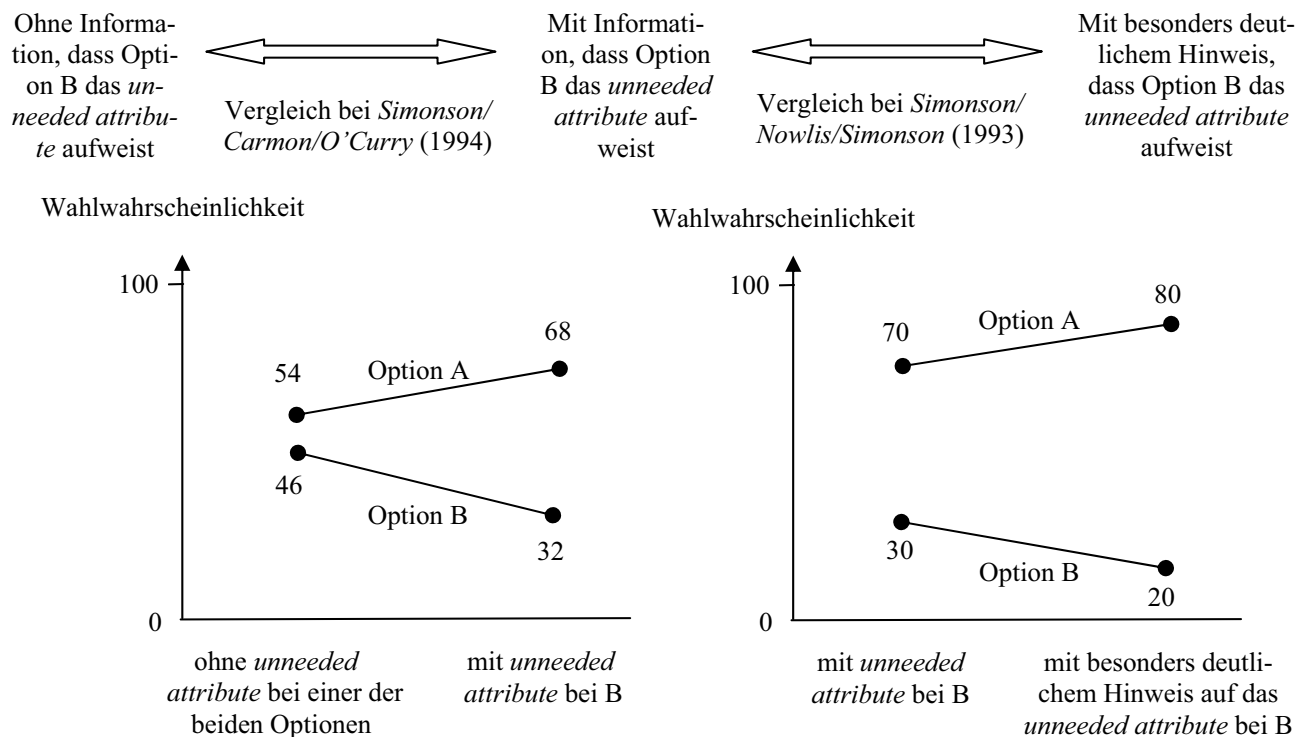 Ohne Informa-
tion, dass Opti-
on B das un-
needed attribu-
te aufweist
Vergleich bei Simonson/
Carmon/O’Curry (1994)
Mit Informati-
on, dass Option
B das unneeded
attribute auf-
weist
Vergleich bei Simonson/
Nowlis/Simonson (1993)
Mit besonders deut-
lichem Hinweis,
dass Option B das
unneeded attribute
aufweist
Wahlwahrscheinlichkeit
100
54
68
Option A
46
Option B
32
0
ohne unneeded
attribute bei einer der
beiden Optionen
mit unneeded
attribute bei B
Wahlwahrscheinlichkeit
100
70
80
Option A
30
Option B
20
0
mit unneeded
attribute bei B
mit besonders deutli-
chem Hinweis auf das
unneeded attribute bei B